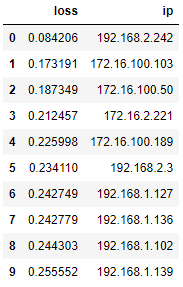 loss ip
0 0.084206 192.168.2.242
1 0.173191 172.16.100.103
2 0.187349 172.16.100.50
3 0.212457 172.16.2.221
4 0.225998 172.16.100.189
5 0.234110 192.168.2.3
6 0.242749 192.168.1.127
7 0.242779 192.168.1.136
8 0.244303 192.168.1.102
9 0.255552 192.168.1.139